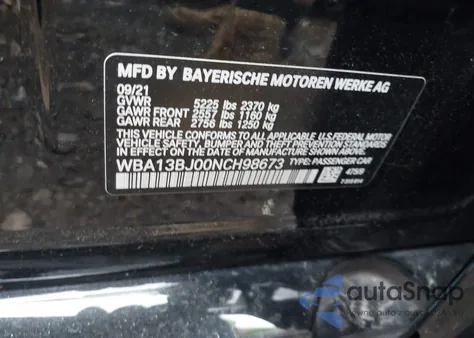 MFD BY BAYERISCHE MOTOREN WERKE AG
09/21
GVWR 5225 lbs 2370 kg
GAWR FRONT 2557 lbs 1160 kg
GAWR REAR 2756 lbs 1250 kg
THIS VEHICLE CONFORMS TO ALL APPLICABLE U.S. FEDERAL MOTOR
VEHICLE SAFETY, BUMPER, AND THEFT PREVENTION STANDARDS
IN EFFECT ON THE DATE OF MANUFACTURE SHOWN ABOVE.
WBA13BJ00NCH98673 TYPE: PASSENGER CAR
autoSnap